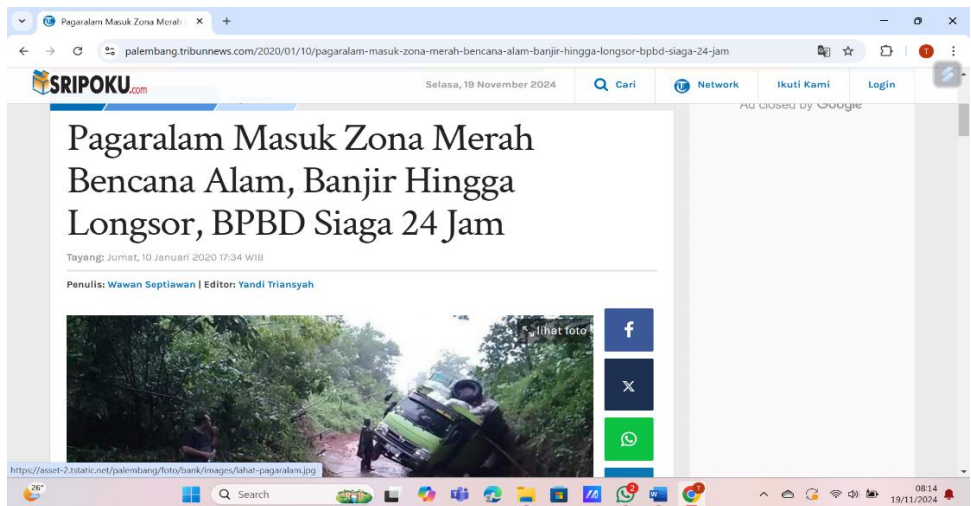 Pagaralam Masuk Zona Merah
palembang.tribunnews.com/2020/01/10/pagaralam-masuk-zona-merah-bencana-alam-banjir-hingga-longsor-bpbd-siaga-24-jam
SRIPOKU.com
Selasa, 19 November 2024
Cari
Network
Ikuti Kami
Login
Ad closed by Google
Pagaralam Masuk Zona Merah
Bencana Alam, Banjir Hingga
Longsor, BPBD Siaga 24 Jam
Tayang: Jumat, 10 Januari 2020 17:34 WIB
Penulis: Wawan Septiawan | Editor: Yandi Triansyah
lihat foto
https://asset-2.tstatic.net/palembang/foto/bank/images/lahat-pagaralam.jpg
26°
Search
08:14
19/11/2024